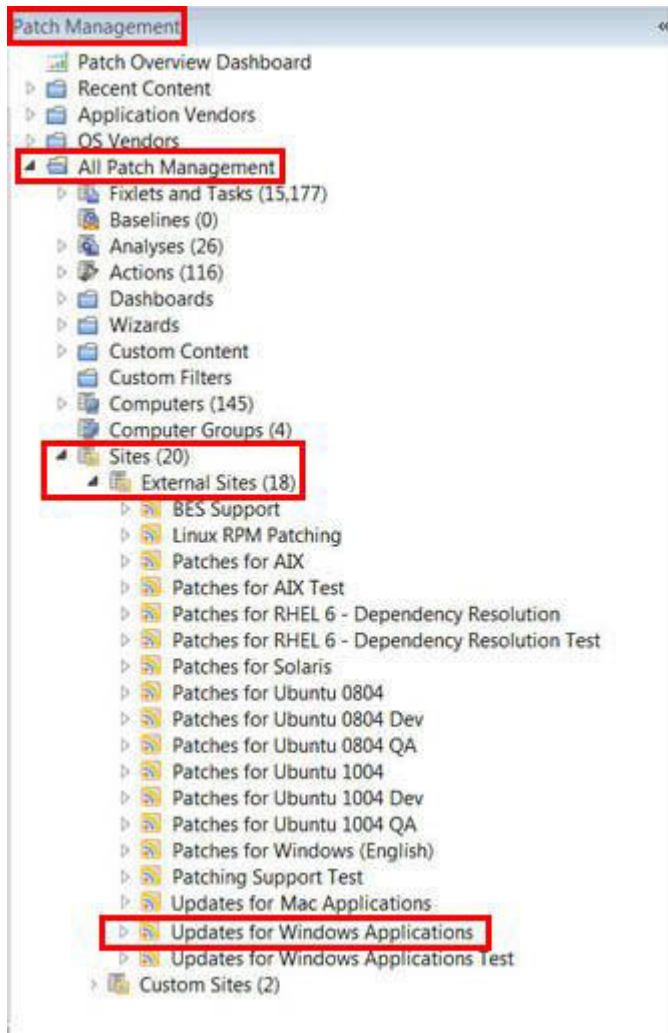 Patch Management «
Patch Overview Dashboard
Recent Content
Application Vendors
OS Vendors
All Patch Management
Fixlets and Tasks (15,177)
Baselines (0)
Analyses (26)
Actions (116)
Dashboards
Wizards
Custom Content
Custom Filters
Computers (145)
Computer Groups (4)
Sites (20)
External Sites (18)
BES Support
Linux RPM Patching
Patches for AIX
Patches for AIX Test
Patches for RHEL 6 - Dependency Resolution
Patches for RHEL 6 - Dependency Resolution Test
Patches for Solaris
Patches for Ubuntu 0804
Patches for Ubuntu 0804 Dev
Patches for Ubuntu 0804 QA
Patches for Ubuntu 1004
Patches for Ubuntu 1004 Dev
Patches for Ubuntu 1004 QA
Patches for Windows (English)
Patching Support Test
Updates for Mac Applications
Updates for Windows Applications
Updates for Windows Applications Test
Custom Sites (2)